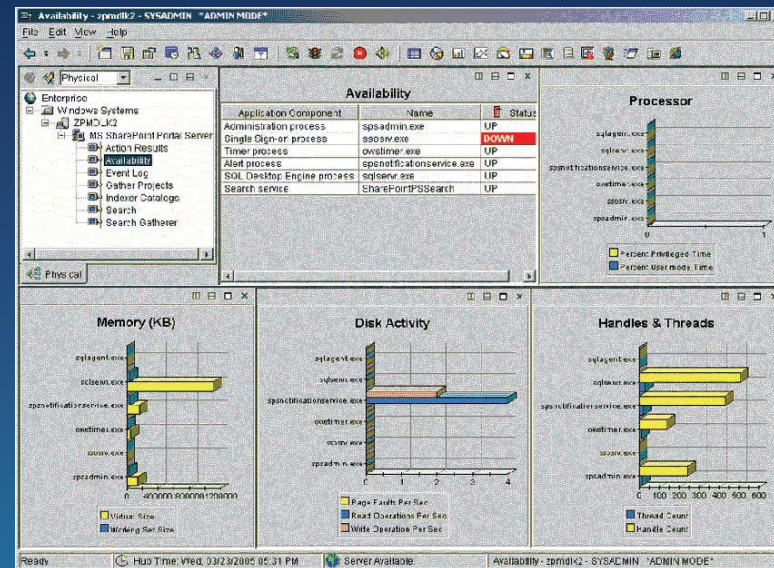 Availability - zpmdlk2 - SYSADMIN *ADMIN MODE*
File Edit View Help
Physical
Enterprise
Windows Systems
ZPMDLK2
MS SharePoint Portal Server
Action Results
Availability
Event Log
Gather Projects
Indexer Catalogs
Search
Search Gatherer
Physical
Availability
Application Component Name Status
Administration process spsadmin.exe UP
Single Sign-on process ssosrv.exe DOWN
Timer process owstimer.exe UP
Alert process spsnotificationservice.exe UP
SQL Desktop Engine process sqlservr.exe UP
Search service SharePointPSSearch UP
Processor
sqlagent.exe
sqlservr.exe
spsnotificationservice.exe
owstimer.exe
ssosrv.exe
spsadmin.exe
0 1
Percent Privileged Time
Percent User mode Time
Memory (KB)
sqlagent.exe
sqlservr.exe
spsnotificationservice.exe
owstimer.exe
ssosrv.exe
spsadmin.exe
0 400000 800000 1200000
Virtual Size
Working Set Size
Disk Activity
sqlagent.exe
sqlservr.exe
spsnotificationservice.exe
owstimer.exe
ssosrv.exe
spsadmin.exe
0 1 2 3 4
Page Faults Per Sec
Read Operations Per Sec
Write Operation Per Sec
Handles & Threads
sqlagent.exe
sqlservr.exe
spsnotificationservice.exe
owstimer.exe
ssosrv.exe
spsadmin.exe
0 100 200 300 400 500 600
Thread Count
Handle Count
Ready
Hub Time: Wed, 03/23/2005 05:31 PM
Server Available
Availability - zpmdlk2 - SYSADMIN *ADMIN MODE*